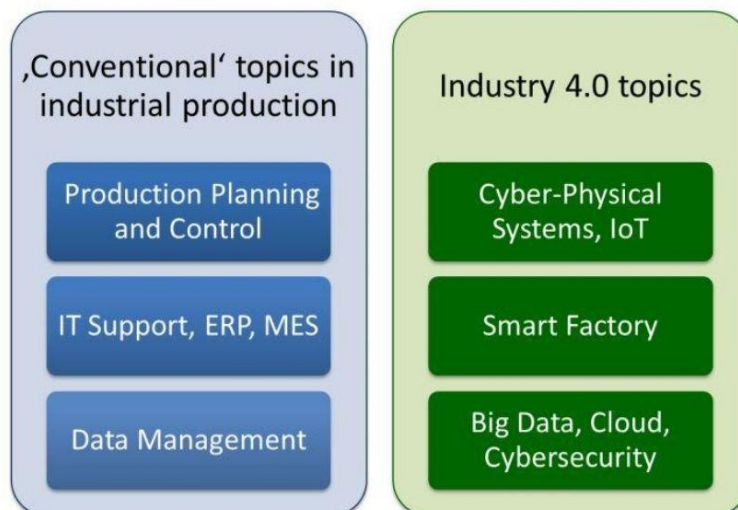 ‚Conventional‘ topics in
industrial production
Production Planning
and Control
IT Support, ERP, MES
Data Management
Industry 4.0 topics
Cyber-Physical
Systems, IoT
Smart Factory
Big Data, Cloud,
Cybersecurity